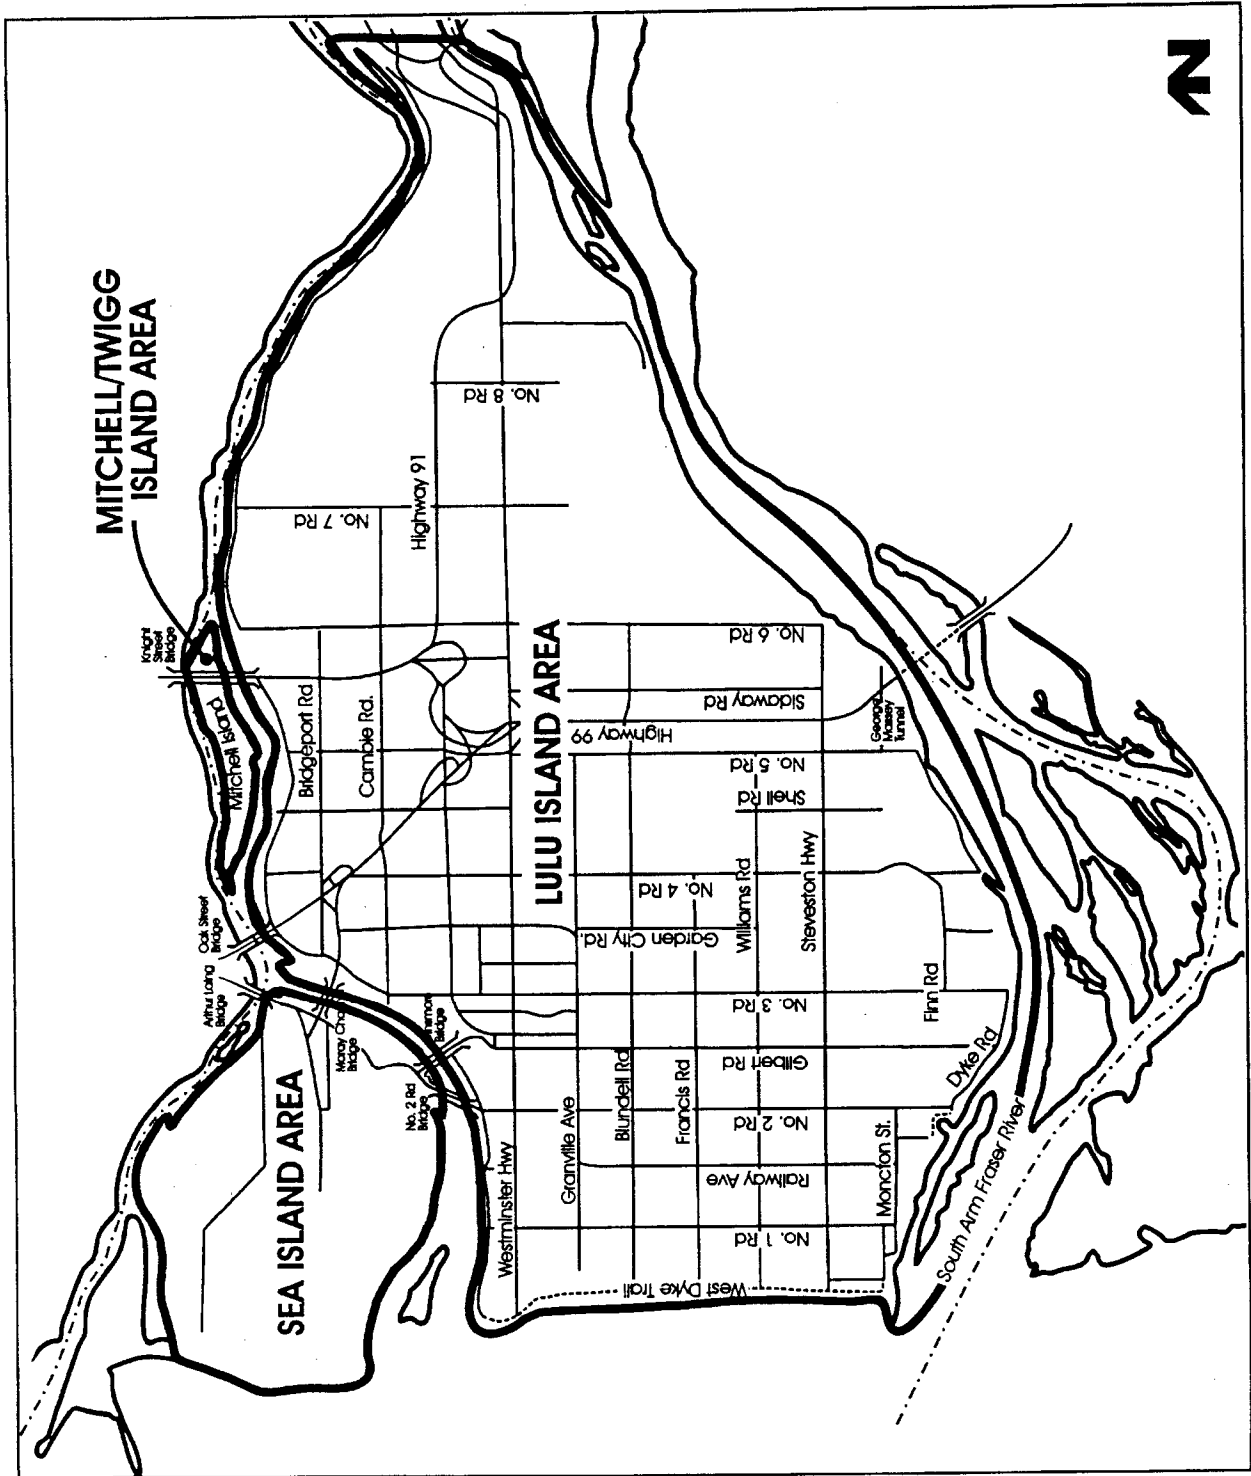 N
MITCHELL/TWIGG
ISLAND AREA
No. 8 Rd
Highway 91
No. 7 Rd
Knight
Street
Bridge
Mitchell Island
Bridgeport Rd
Cambie Rd.
LULU ISLAND AREA
No. 6 Rd
Sidaway Rd
Highway 99
No. 5 Rd
Shell Rd
George
Massey
Tunnel
No. 4 Rd
Williams Rd
Steveston Hwy
Garden City Rd.
Oak Street
Bridge
Arthur Laing
Bridge
Moray
Bridge
Bridge
No. 2 Rd
Bridge
No. 3 Rd
Finn Rd
Gilbert Rd
Dyke Rd
Blundell Rd
Francis Rd
No. 2 Rd
Granville Ave
Westminster Hwy
Railway Ave
Moncton St.
No. 1 Rd
South Arm Fraser River
West Dyke Trail
SEA ISLAND AREA